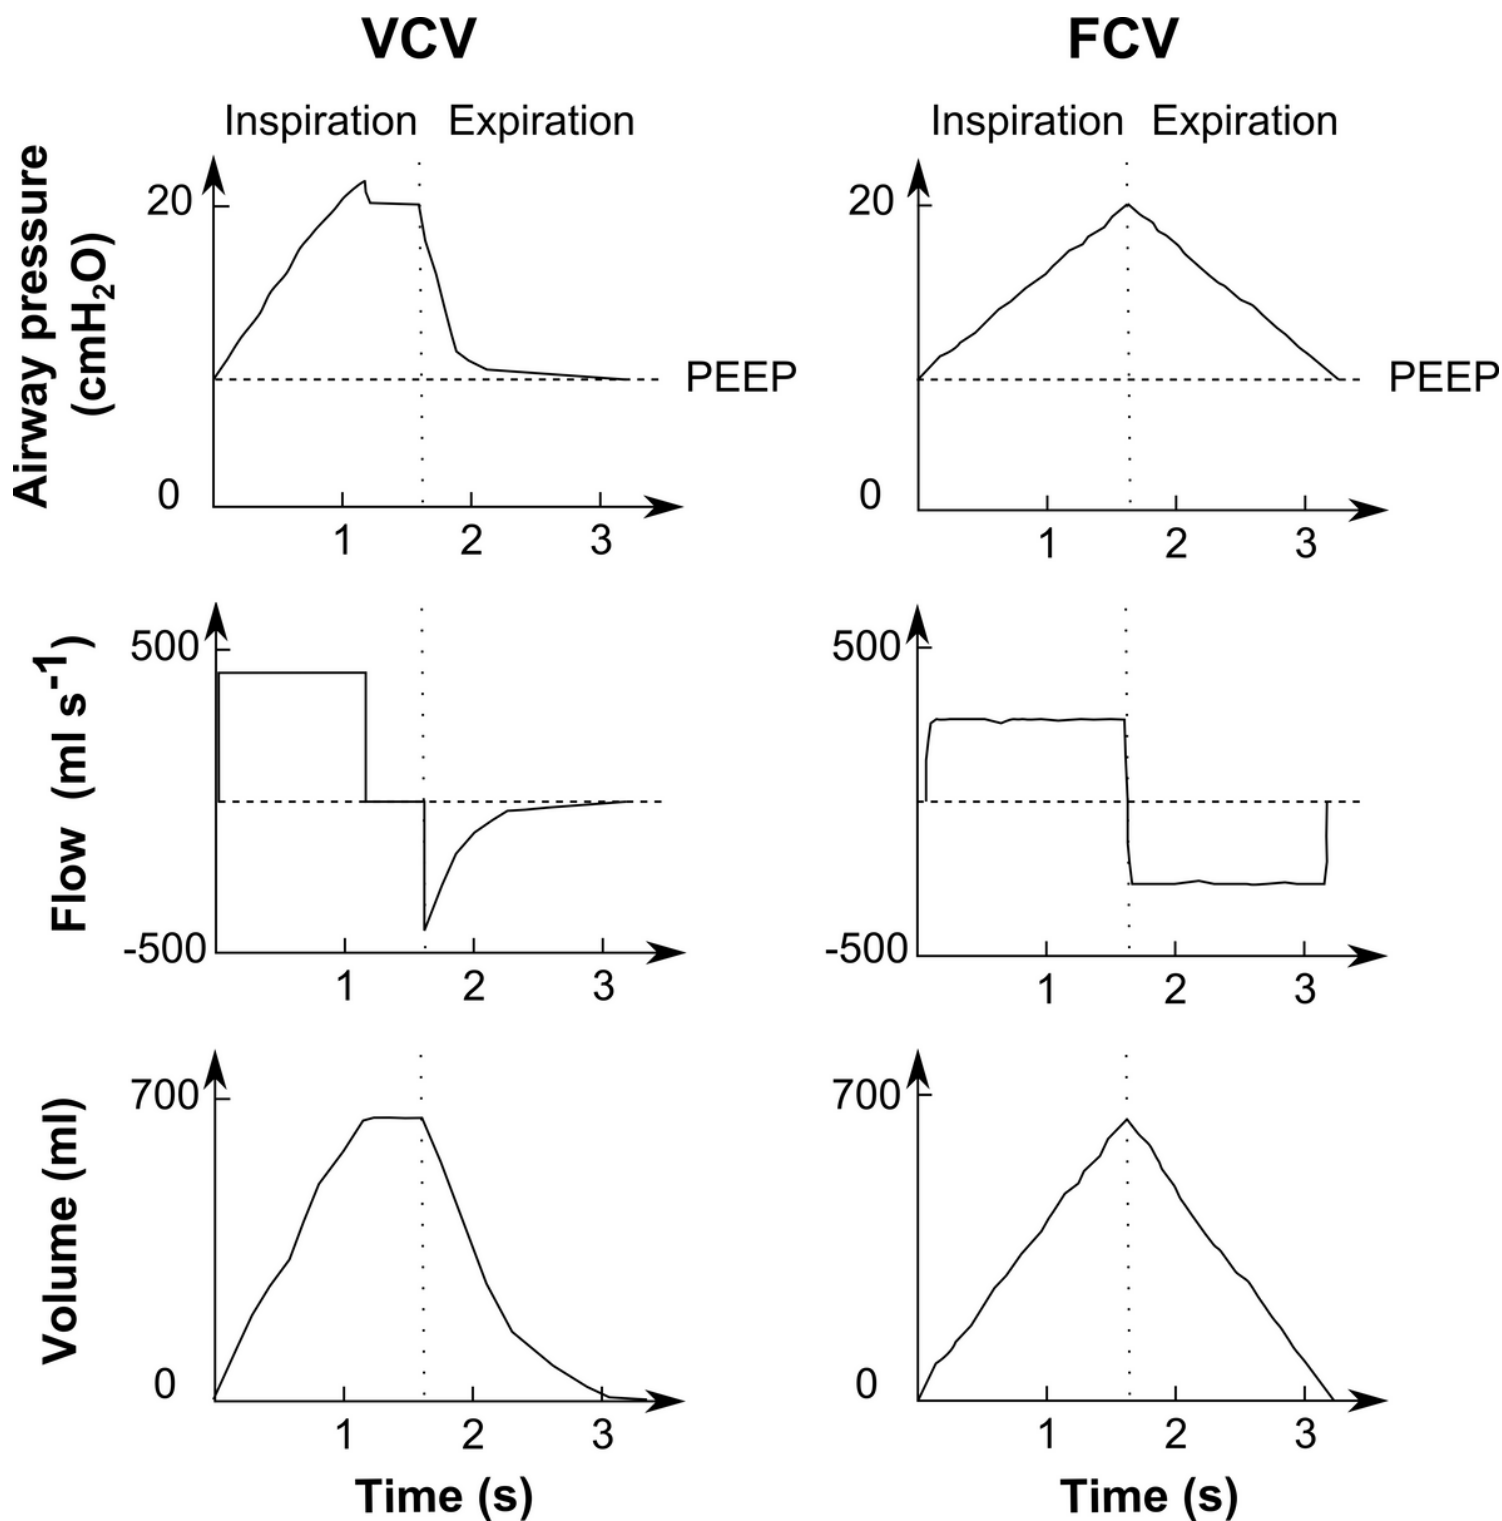 VCV
FCV
Inspiration Expiration
Inspiration Expiration
Airway pressure
(cmH2O)
20
0
PEEP
1 2 3
20
0
PEEP
1 2 3
Flow (ml s-1)
500
-500
1 2 3
500
-500
1 2 3
Volume (ml)
700
0
1 2 3
Time (s)
700
0
1 2 3
Time (s)